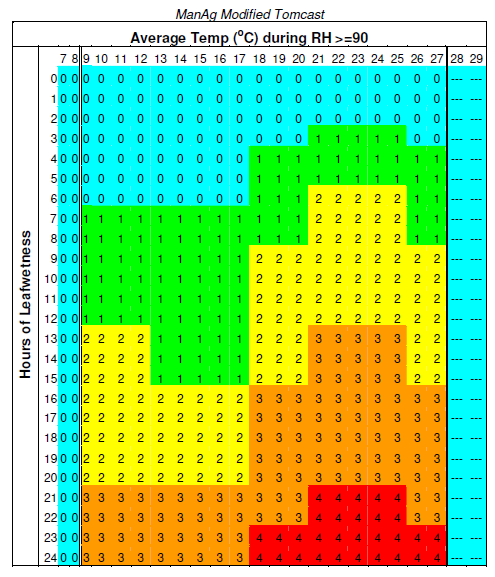 ManAg Modified Tomcast
Average Temp (°C) during RH >=90
7 8 9 10 11 12 13 14 15 16 17 18 19 20 21 22 23 24 25 26 27 28 29
Hours of Leafwetness
0 0 0 0 0 0 0 0 0 0 0 0 0 0 0 0 0 0 0 0 0 0 --- ---
1 0 0 0 0 0 0 0 0 0 0 0 0 0 0 0 0 0 0 0 0 0 --- ---
2 0 0 0 0 0 0 0 0 0 0 0 0 0 0 0 0 0 0 0 0 0 --- ---
3 0 0 0 0 0 0 0 0 0 0 0 0 0 0 1 1 1 1 1 0 0 --- ---
4 0 0 0 0 0 0 0 0 0 0 0 1 1 1 1 1 1 1 1 1 1 --- ---
5 0 0 0 0 0 0 0 0 0 0 0 1 1 1 1 1 1 1 1 1 1 --- ---
6 0 0 0 0 0 0 0 0 0 0 0 1 1 1 2 2 2 2 2 1 1 --- ---
7 0 0 1 1 1 1 1 1 1 1 1 1 1 1 2 2 2 2 2 1 1 --- ---
8 0 0 1 1 1 1 1 1 1 1 1 1 1 1 2 2 2 2 2 1 1 --- ---
9 0 0 1 1 1 1 1 1 1 1 1 2 2 2 2 2 2 2 2 2 2 --- ---
10 0 0 1 1 1 1 1 1 1 1 1 2 2 2 2 2 2 2 2 2 2 --- ---
11 0 0 1 1 1 1 1 1 1 1 1 2 2 2 2 2 2 2 2 2 2 --- ---
12 0 0 1 1 1 1 1 1 1 1 1 2 2 2 2 2 2 2 2 2 2 --- ---
13 0 0 2 2 2 2 1 1 1 1 1 2 2 2 3 3 3 3 3 2 2 --- ---
14 0 0 2 2 2 2 1 1 1 1 1 2 2 2 3 3 3 3 3 2 2 --- ---
15 0 0 2 2 2 2 1 1 1 1 1 2 2 2 3 3 3 3 3 2 2 --- ---
16 0 0 2 2 2 2 2 2 2 2 2 3 3 3 3 3 3 3 3 3 3 --- ---
17 0 0 2 2 2 2 2 2 2 2 2 3 3 3 3 3 3 3 3 3 3 --- ---
18 0 0 2 2 2 2 2 2 2 2 2 3 3 3 3 3 3 3 3 3 3 --- ---
19 0 0 2 2 2 2 2 2 2 2 2 3 3 3 3 3 3 3 3 3 3 --- ---
20 0 0 2 2 2 2 2 2 2 2 2 3 3 3 3 3 3 3 3 3 3 --- ---
21 0 0 3 3 3 3 3 3 3 3 3 3 3 3 4 4 4 4 4 3 3 --- ---
22 0 0 3 3 3 3 3 3 3 3 3 3 3 3 4 4 4 4 4 3 3 --- ---
23 0 0 3 3 3 3 3 3 3 3 3 4 4 4 4 4 4 4 4 4 4 --- ---
24 0 0 3 3 3 3 3 3 3 3 3 4 4 4 4 4 4 4 4 4 4 --- ---